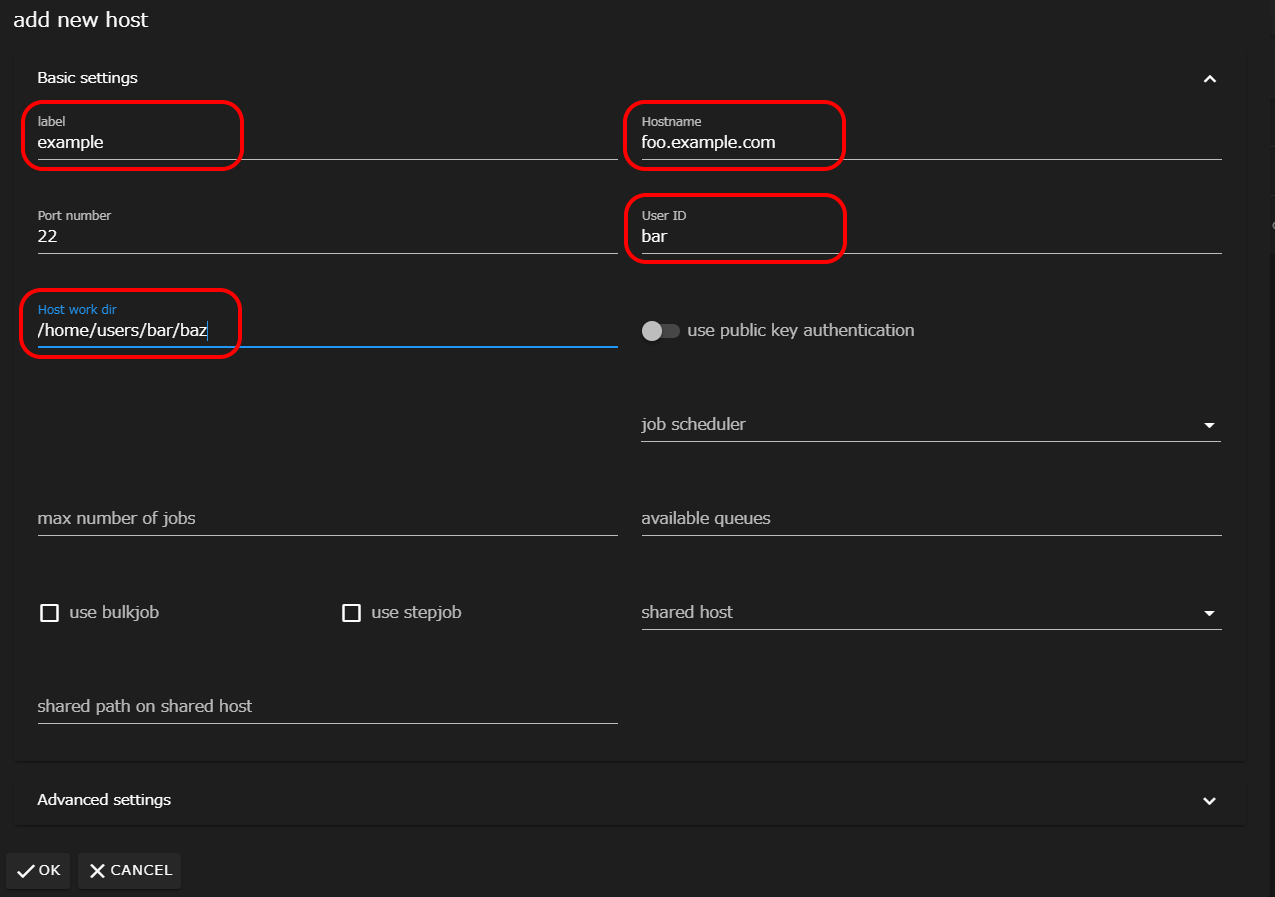 add new host
Basic settings
label
example
Hostname
foo.example.com
Port number
22
User ID
bar
Host work dir
/home/users/bar/baz
use public key authentication
job scheduler
max number of jobs
available queues
use bulkjob
use stepjob
shared host
shared path on shared host
Advanced settings
OK
CANCEL